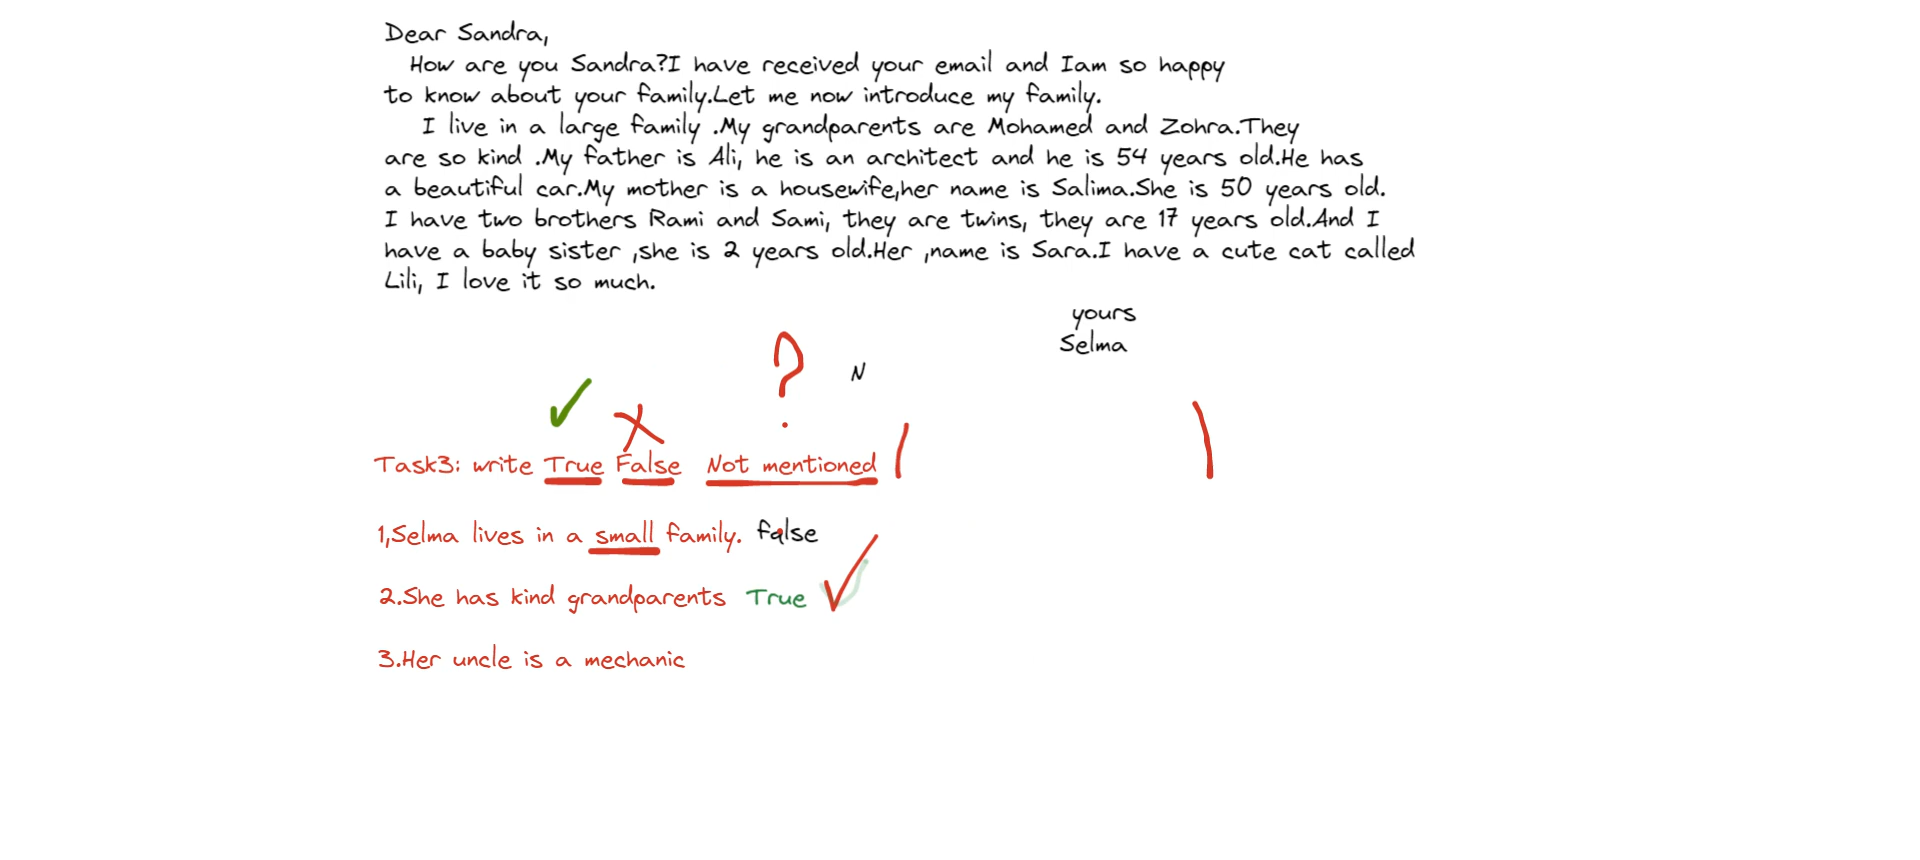 Dear Sandra,
How are you Sandra?I have received your email and Iam so happy
to know about your family.Let me now introduce my family.
I live in a large family .My grandparents are Mohamed and Zohra.They
are so kind .My father is Ali, he is an architect and he is 54 years old.He has
a beautiful car.My mother is a housewife,her name is Salima.She is 50 years old.
I have two brothers Rami and Sami, they are twins, they are 17 years old.And I
have a baby sister ,she is 2 years old.Her ,name is Sara.I have a cute cat called
Lili, I love it so much.
yours
Selma
? N
Task3: write True False Not mentioned
1,Selma lives in a small family. false
2.She has kind grandparents True
3.Her uncle is a mechanic